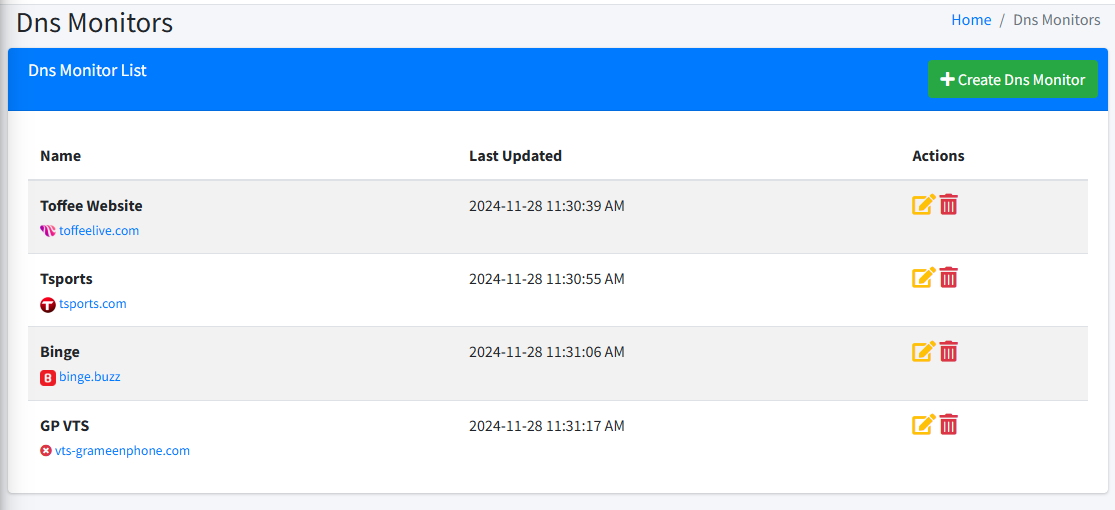 Dns Monitors
Home / Dns Monitors
Dns Monitor List
Create Dns Monitor
Name Last Updated Actions
Toffee Website 2024-11-28 11:30:39 AM
toffeelive.com
Tsports 2024-11-28 11:30:55 AM
T tsports.com
Binge 2024-11-28 11:31:06 AM
B binge.buzz
GP VTS 2024-11-28 11:31:17 AM
vts-grameenphone.com